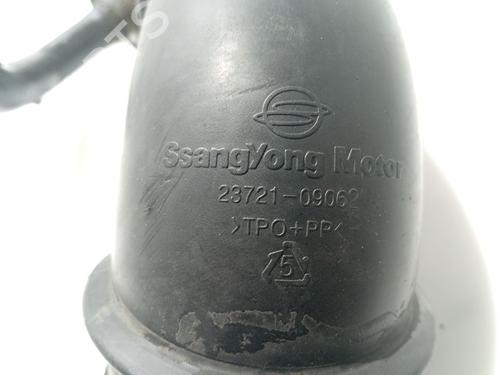 SsangYong Motor
23721-09062
>TPO+PP<
5